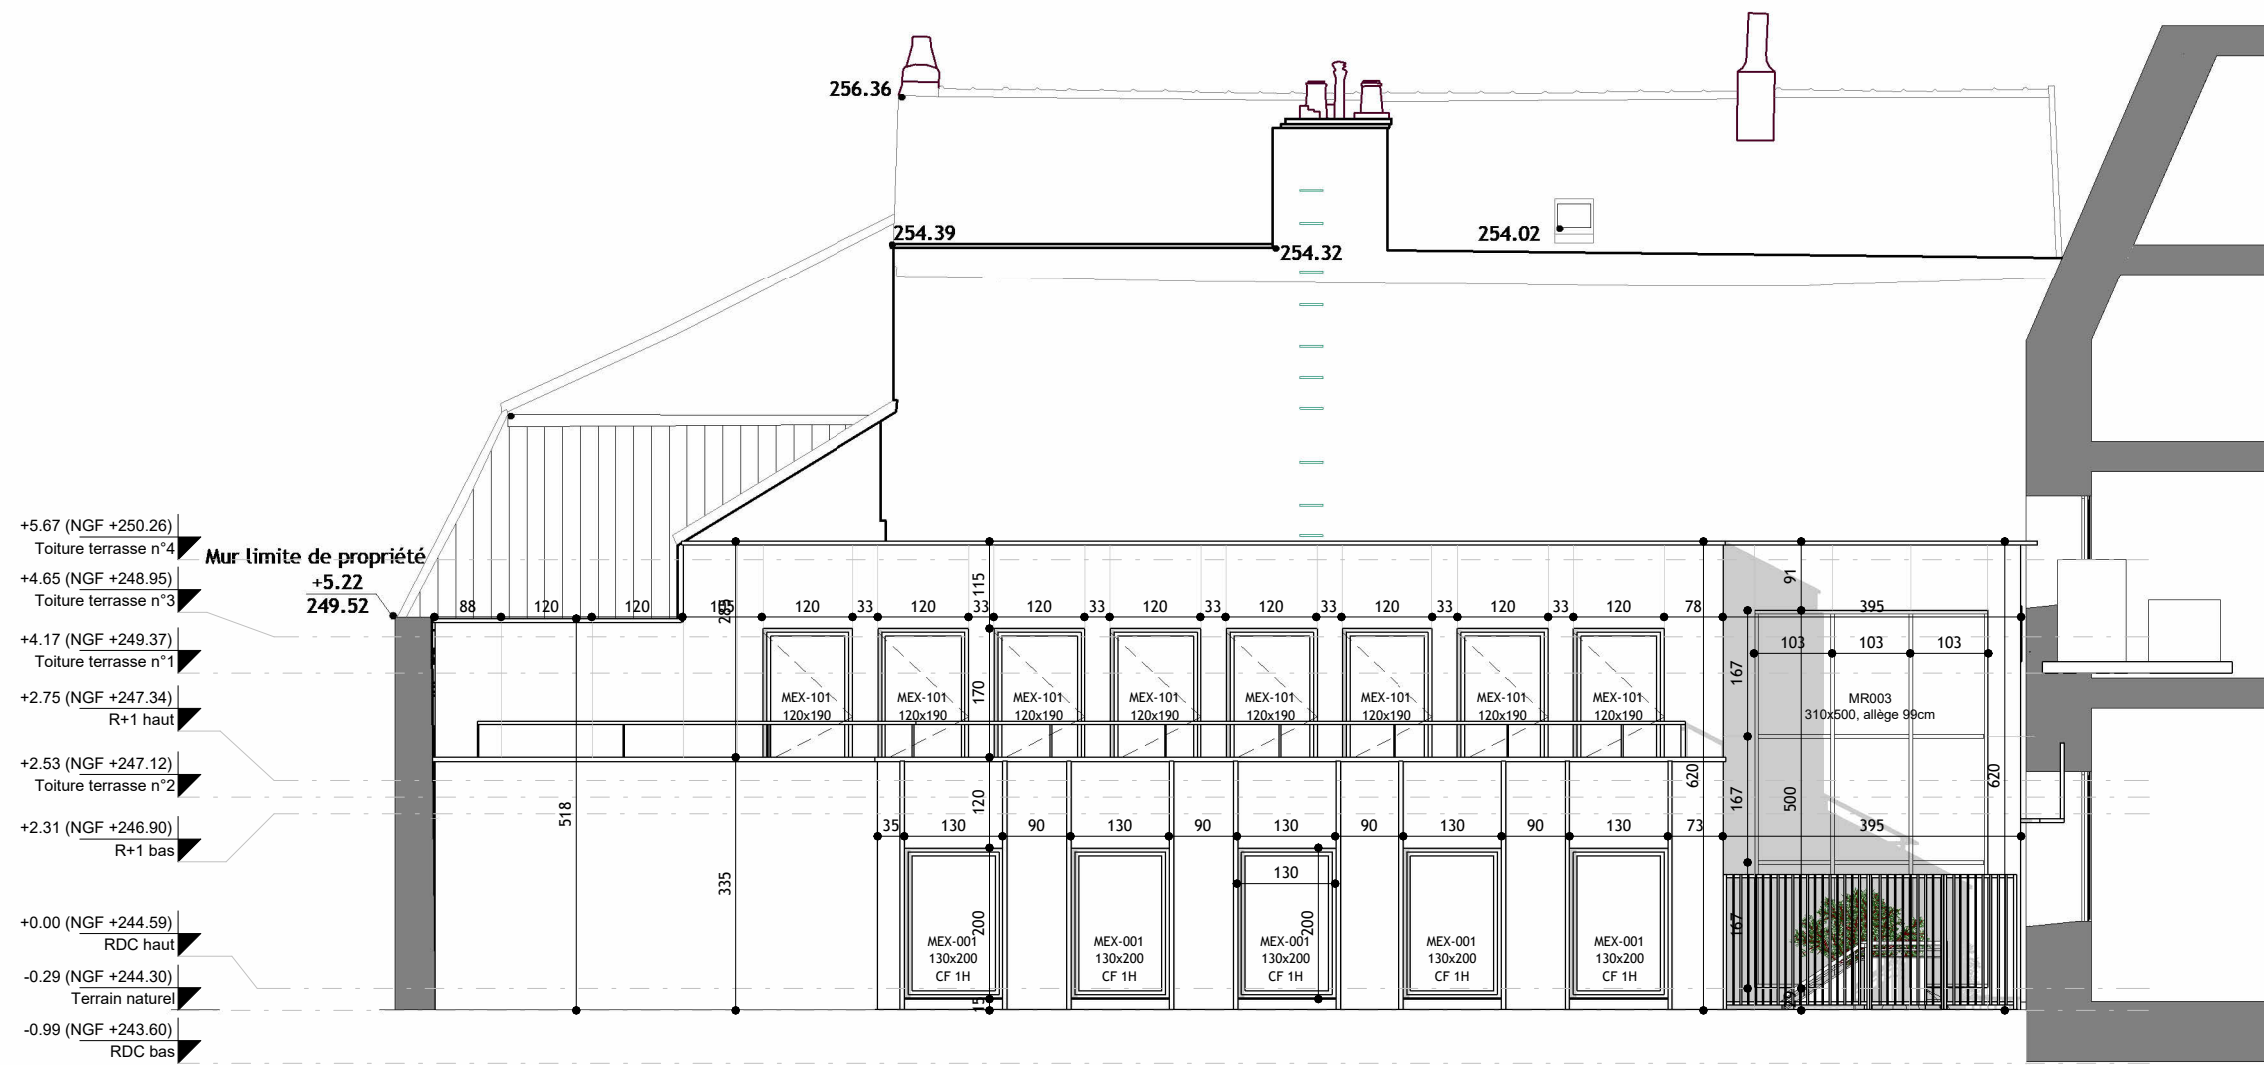 256.36
254.39
254.32
254.02
+5.67 (NGF +250.26)
Toiture terrasse n°4
Mur limite de propriété
+5.22
249.52
+4.65 (NGF +248.95)
Toiture terrasse n°3
+4.17 (NGF +249.37)
Toiture terrasse n°1
+2.75 (NGF +247.34)
R+1 haut
+2.53 (NGF +247.12)
Toiture terrasse n°2
+2.31 (NGF +246.90)
R+1 bas
+0.00 (NGF +244.59)
RDC haut
-0.29 (NGF +244.30)
Terrain naturel
-0.99 (NGF +243.60)
RDC bas
115
91
88 120 120 120 33 120 33 120 33 120 33 120 33 120 33 120 33 120 78 395
103 103 103
170
167
MEX-101
120x190
MEX-101
120x190
MEX-101
120x190
MEX-101
120x190
MEX-101
120x190
MEX-101
120x190
MEX-101
120x190
MEX-101
120x190
MR003
310x500, allège 99cm
518
335
120
620
167
500
620
35 130 90 130 90 130 90 130 90 130 73 395
130
200
200
167
MEX-001
130x200
CF 1H
MEX-001
130x200
CF 1H
MEX-001
130x200
CF 1H
MEX-001
130x200
CF 1H
MEX-001
130x200
CF 1H
15